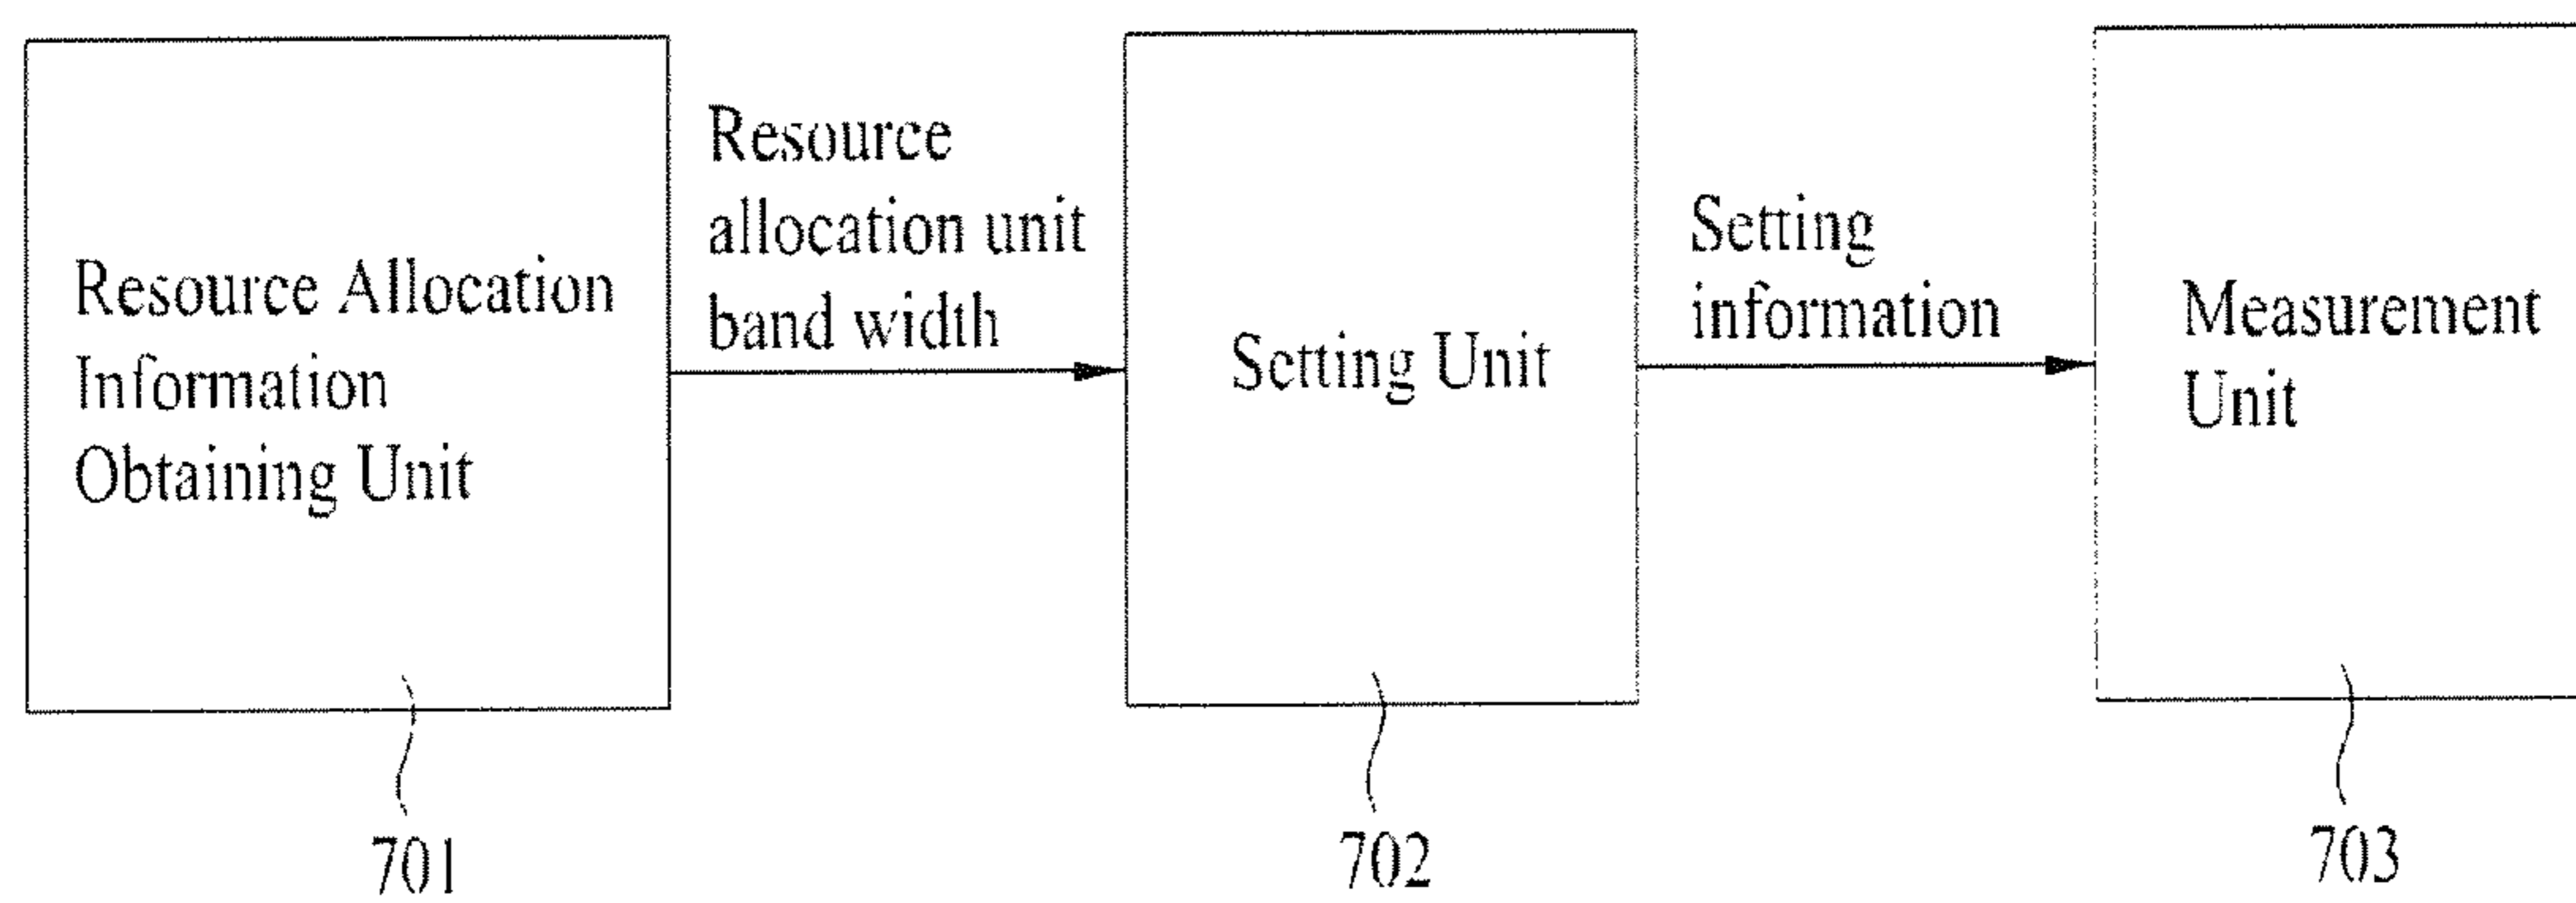 Resource Allocation
Information
Obtaining Unit
Resource
allocation unit
band width
Setting Unit
Setting
information
Measurement
Unit
701
702
703